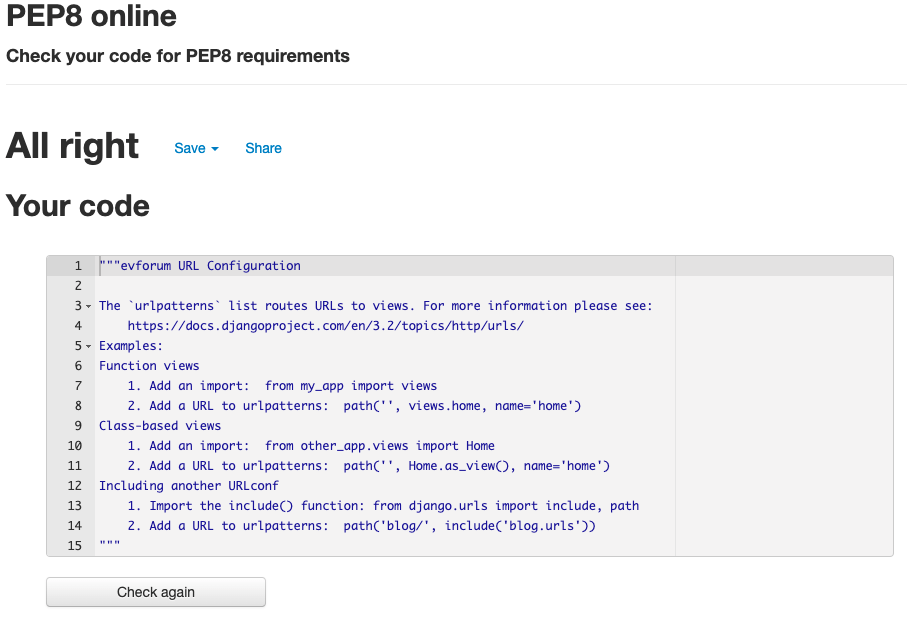 PEP8 online
Check your code for PEP8 requirements
All right Save Share
Your code
1 """evforum URL Configuration
2
3 The `urlpatterns` list routes URLs to views. For more information please see:
4     https://docs.djangoproject.com/en/3.2/topics/http/urls/
5 Examples:
6 Function views
7     1. Add an import:  from my_app import views
8     2. Add a URL to urlpatterns:  path('', views.home, name='home')
9 Class-based views
10     1. Add an import:  from other_app.views import Home
11     2. Add a URL to urlpatterns:  path('', Home.as_view(), name='home')
12 Including another URLconf
13     1. Import the include() function: from django.urls import include, path
14     2. Add a URL to urlpatterns:  path('blog/', include('blog.urls'))
15 """
Check again